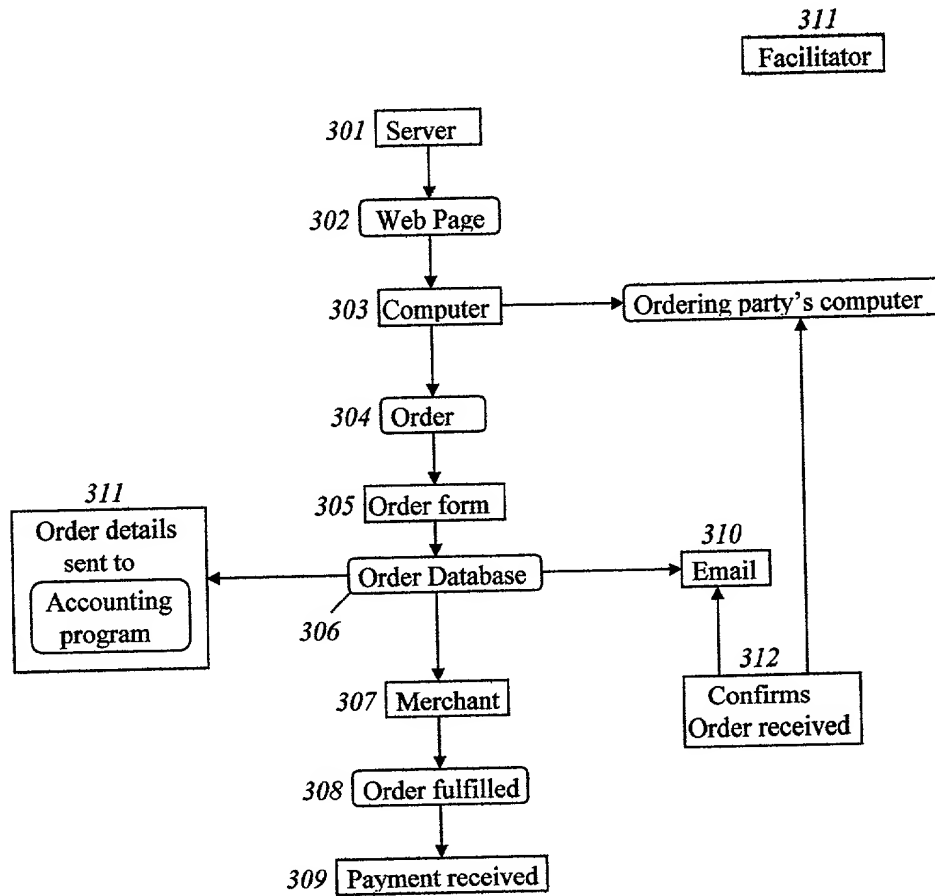 311
Facilitator
301 Server
302 Web Page
303 Computer
Ordering party's computer
304 Order
305 Order form
311
Order details
sent to
Accounting
program
Order Database
306
310
Email
312
Confirms
Order received
307 Merchant
308 Order fulfilled
309 Payment received